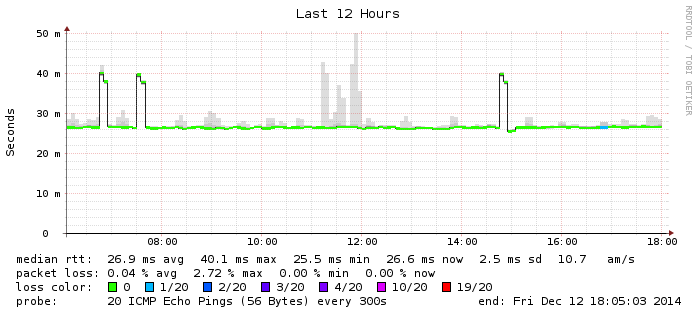 Last 12 Hours
RRDTOOL / TOBI OETIKER
Seconds
50 m
40 m
30 m
20 m
10 m
0
08:00 10:00 12:00 14:00 16:00 18:00
median rtt: 26.9 ms avg 40.1 ms max 25.5 ms min 26.6 ms now 2.5 ms sd 10.7 am/s
packet loss: 0.04 % avg 2.72 % max 0.00 % min 0.00 % now
loss color: 0 1/20 2/20 3/20 4/20 10/20 19/20
probe: 20 ICMP Echo Pings (56 Bytes) every 300s end: Fri Dec 12 18:05:03 2014